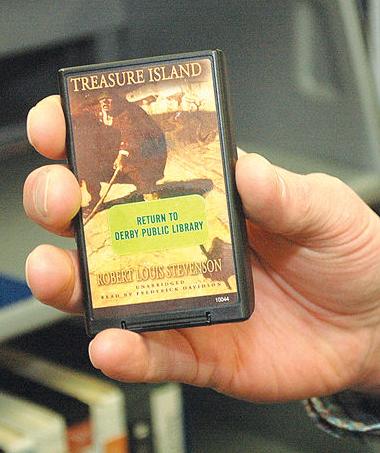 TREASURE ISLAND
RETURN TO
DERBY PUBLIC LIBRARY
ROBERT LOUIS STEVENSON
UNABRIDGED
READ BY FREDERICK DAVIDSON
10044